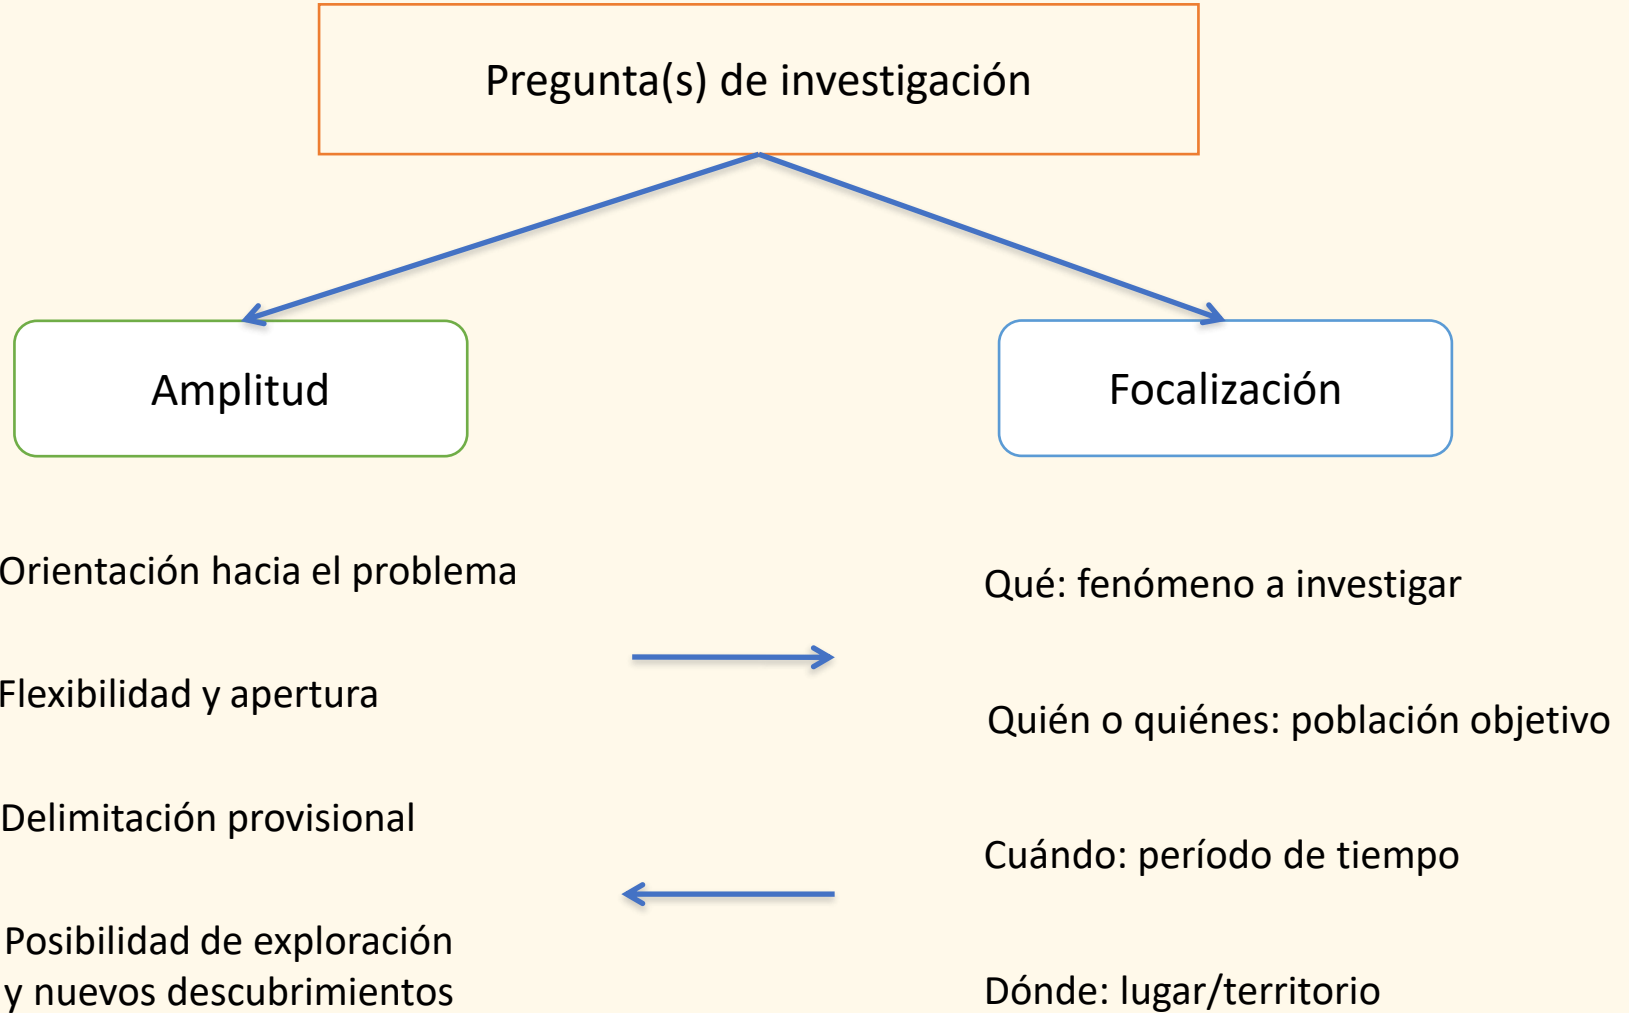 Pregunta(s) de investigación
Amplitud
Orientación hacia el problema
Flexibilidad y apertura
Delimitación provisional
Posibilidad de exploración
y nuevos descubrimientos
Focalización
Qué: fenómeno a investigar
Quién o quiénes: población objetivo
Cuándo: período de tiempo
Dónde: lugar/territorio